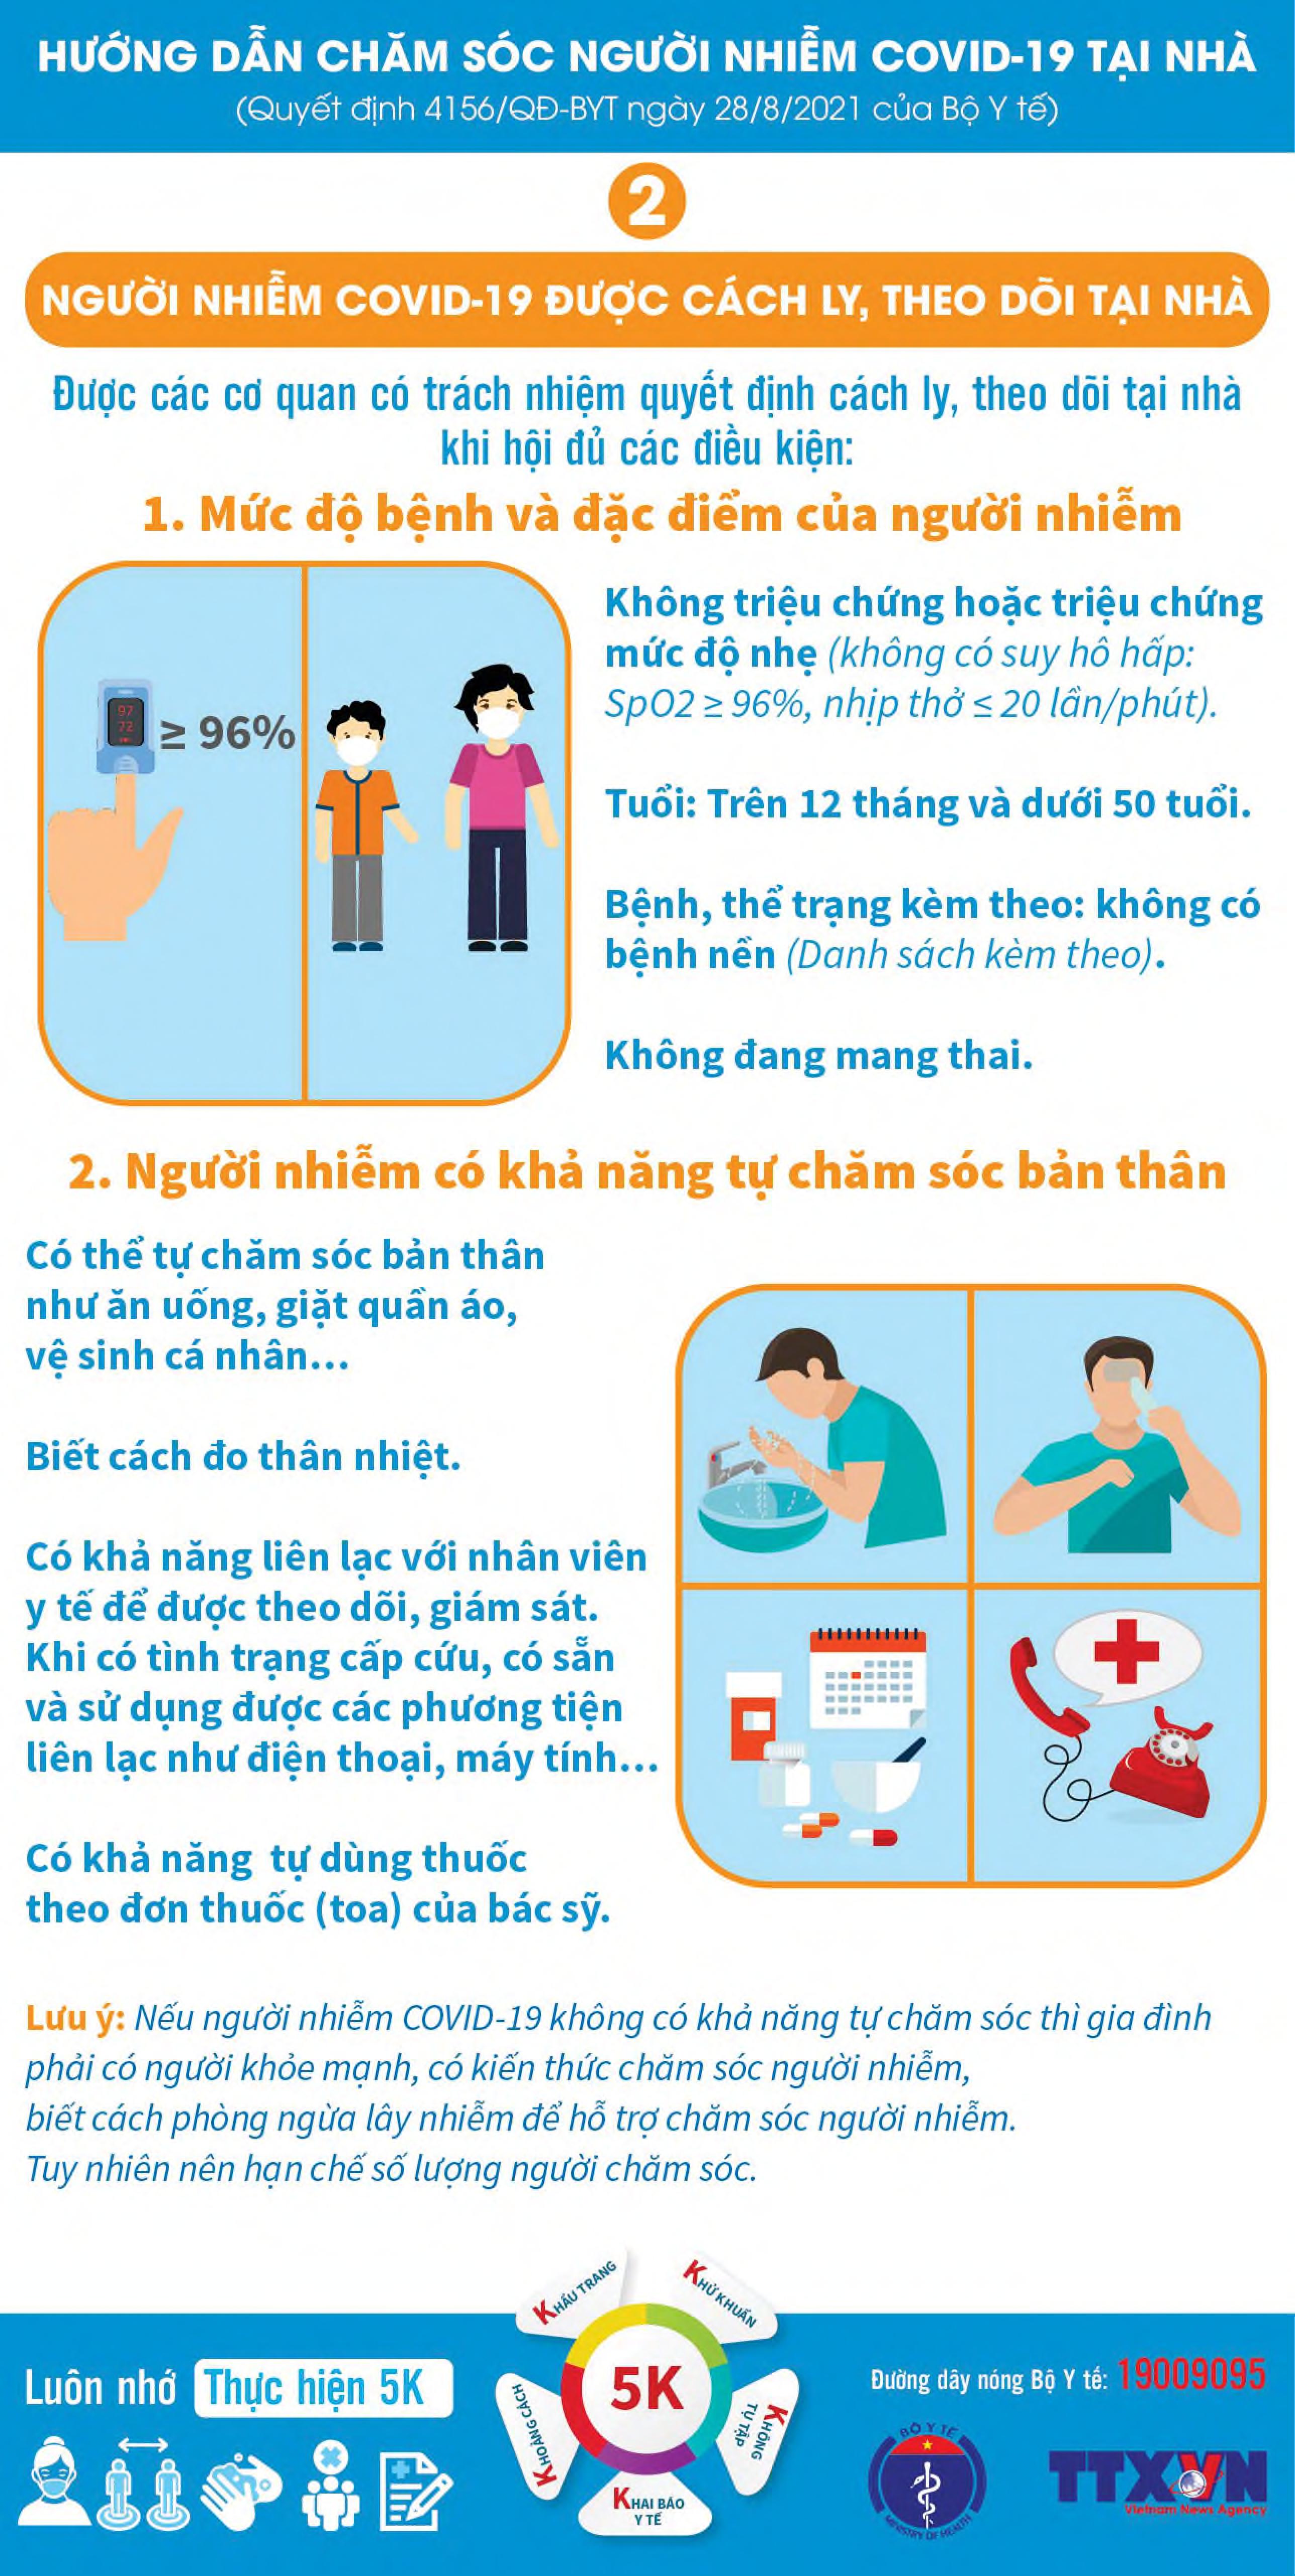 HƯỚNG DẪN CHĂM SÓC NGƯỜI NHIỄM COVID-19 TẠI NHÀ
(Quyết định 4156/QĐ-BYT ngày 28/8/2021 của Bộ Y tế)
2
NGƯỜI NHIỄM COVID-19 ĐƯỢC CÁCH LY, THEO DÕI TẠI NHÀ
Được các cơ quan có trách nhiệm quyết định cách ly, theo dõi tại nhà
khi hội đủ các điều kiện:
1. Mức độ bệnh và đặc điểm của người nhiễm
97
72
≥ 96%
Không triệu chứng hoặc triệu chứng
mức độ nhẹ (không có suy hô hấp:
SpO2 ≥ 96%, nhịp thở ≤ 20 lần/phút).
Tuổi: Trên 12 tháng và dưới 50 tuổi.
Bệnh, thể trạng kèm theo: không có
bệnh nền (Danh sách kèm theo).
Không đang mang thai.
2. Người nhiễm có khả năng tự chăm sóc bản thân
Có thể tự chăm sóc bản thân
như ăn uống, giặt quần áo,
vệ sinh cá nhân...
Biết cách đo thân nhiệt.
Có khả năng liên lạc với nhân viên
y tế để được theo dõi, giám sát.
Khi có tình trạng cấp cứu, có sẵn
và sử dụng được các phương tiện
liên lạc như điện thoại, máy tính...
Có khả năng tự dùng thuốc
theo đơn thuốc (toa) của bác sỹ.
Lưu ý: Nếu người nhiễm COVID-19 không có khả năng tự chăm sóc thì gia đình
phải có người khỏe mạnh, có kiến thức chăm sóc người nhiễm,
biết cách phòng ngừa lây nhiễm để hỗ trợ chăm sóc người nhiễm.
Tuy nhiên nên hạn chế số lượng người chăm sóc.
Luôn nhớ Thực hiện 5K
KHẨU TRANG
KHỬ KHUẨN
KHOẢNG CÁCH
5K
KHÔNG
TỤ TẬP
KHAI BÁO
Y TẾ
Đường dây nóng Bộ Y tế: 19009095
BỘ Y TẾ
MINISTRY OF HEALTH
TTXVN
Vietnam News Agency